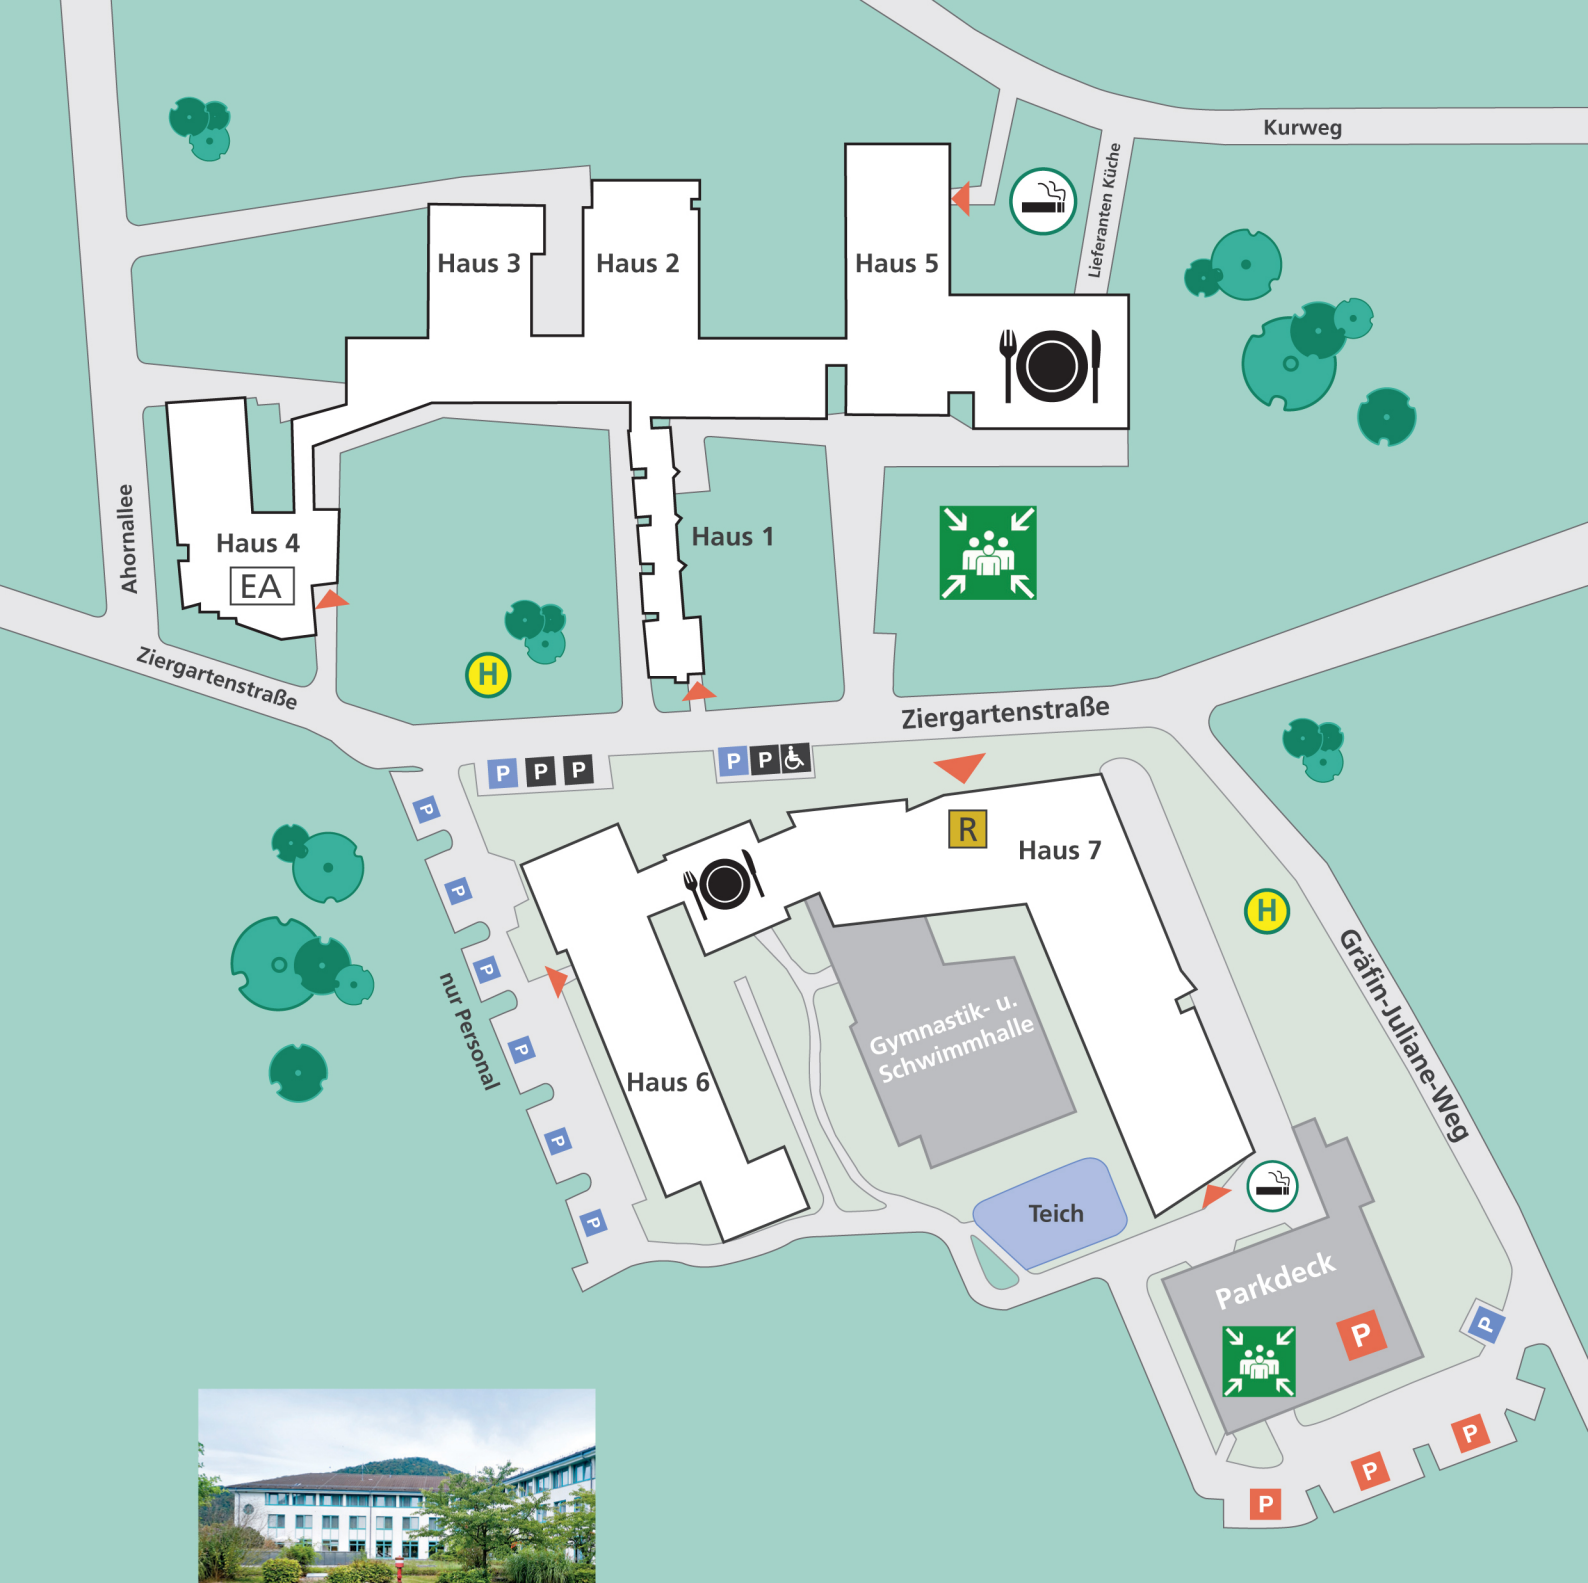 Kurweg
Lieferanten Küche
Haus 3
Haus 2
Haus 5
Ahornallee
Haus 4
EA
Haus 1
H
Ziergartenstraße
Ziergartenstraße
P
P
P
P
P
P
R
Haus 7
P
H
P
nur Personal
P
Gräfin-Juliane-Weg
Gymnastik- u.
Schwimmhalle
Haus 6
P
P
Teich
Parkdeck
P
P
P
P
P